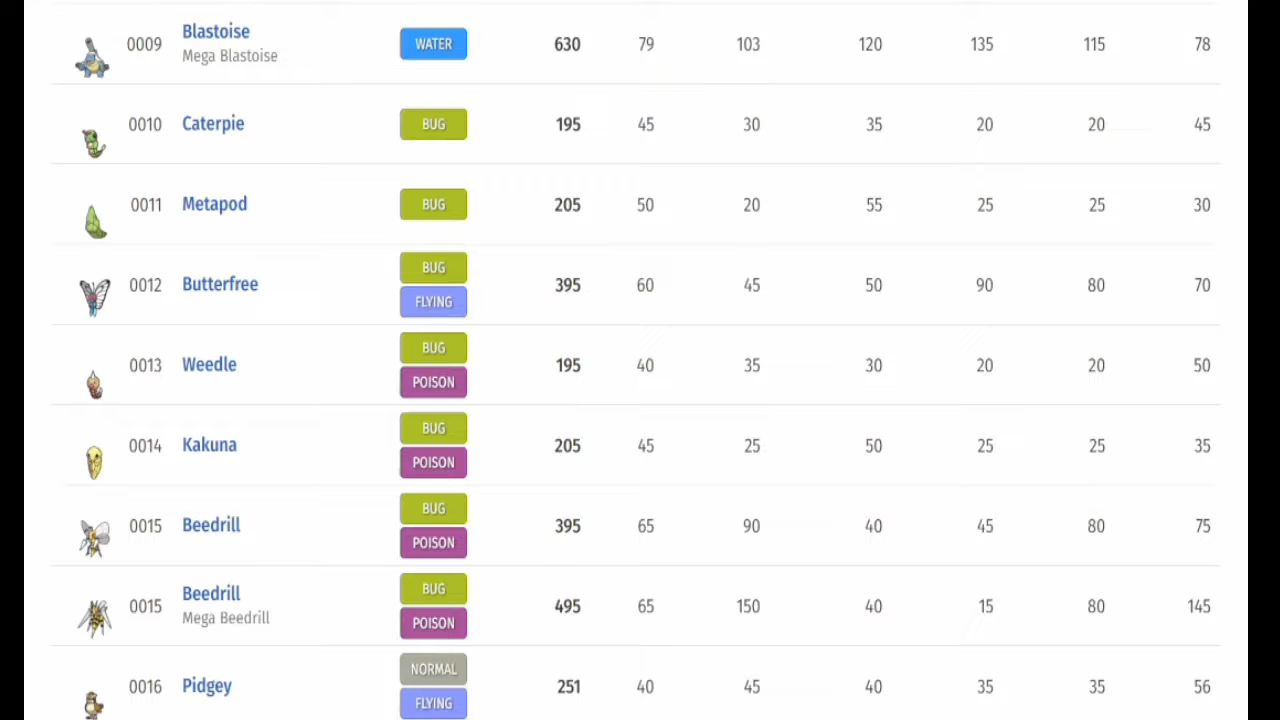 0009 Blastoise Mega Blastoise WATER 630 79 103 120 135 115 78
0010 Caterpie BUG 195 45 30 35 20 20 45
0011 Metapod BUG 205 50 20 55 25 25 30
0012 Butterfree BUG FLYING 395 60 45 50 90 80 70
0013 Weedle BUG POISON 195 40 35 30 20 20 50
0014 Kakuna BUG POISON 205 45 25 50 25 25 35
0015 Beedrill BUG POISON 395 65 90 40 45 80 75
0015 Beedrill Mega Beedrill BUG POISON 495 65 150 40 15 80 145
0016 Pidgey NORMAL FLYING 251 40 45 40 35 35 56